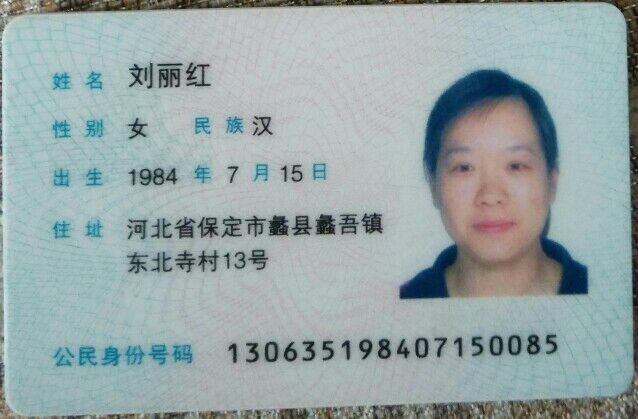 姓名 刘丽红
性别 女 民族 汉
出生 1984 年 7 月 15 日
住址 河北省保定市蠡县蠡吾镇
东北寺村13号
公民身份号码 130635198407150085